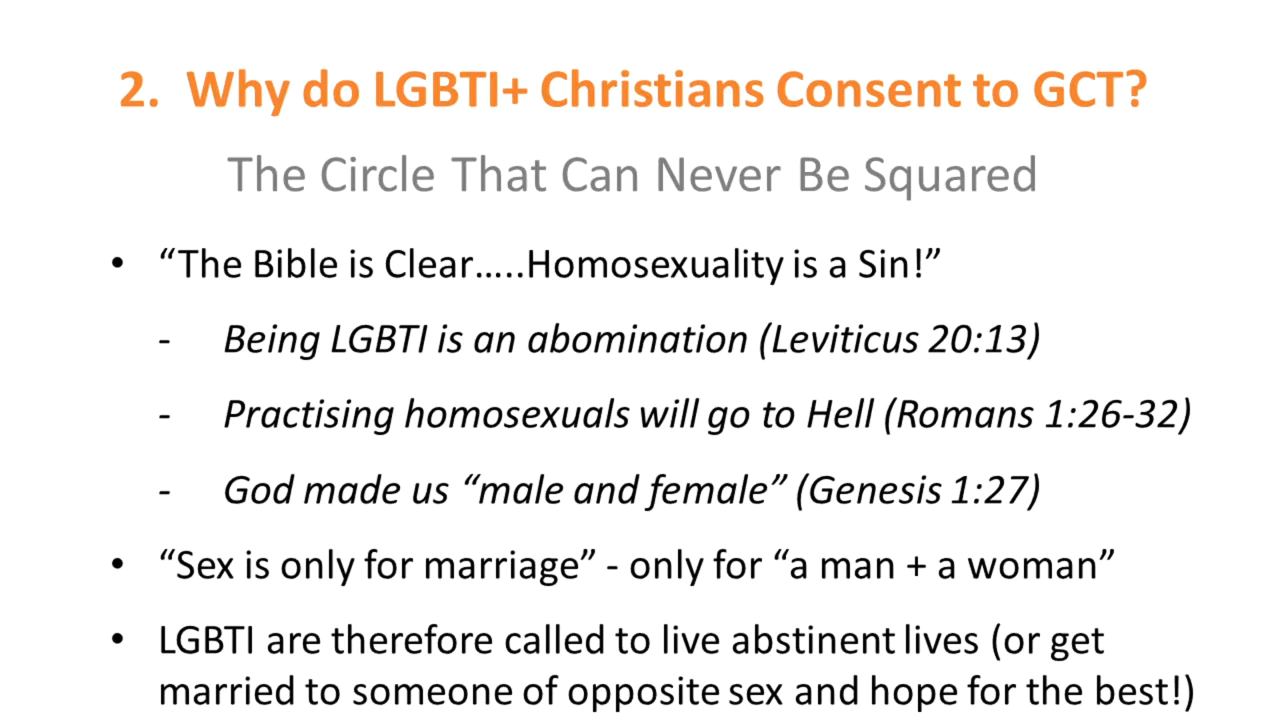 2. Why do LGBTI+ Christians Consent to GCT?
The Circle That Can Never Be Squared
• “The Bible is Clear…..Homosexuality is a Sin!”
- Being LGBTI is an abomination (Leviticus 20:13)
- Practising homosexuals will go to Hell (Romans 1:26-32)
- God made us “male and female” (Genesis 1:27)
• “Sex is only for marriage” - only for “a man + a woman”
• LGBTI are therefore called to live abstinent lives (or get
married to someone of opposite sex and hope for the best!)